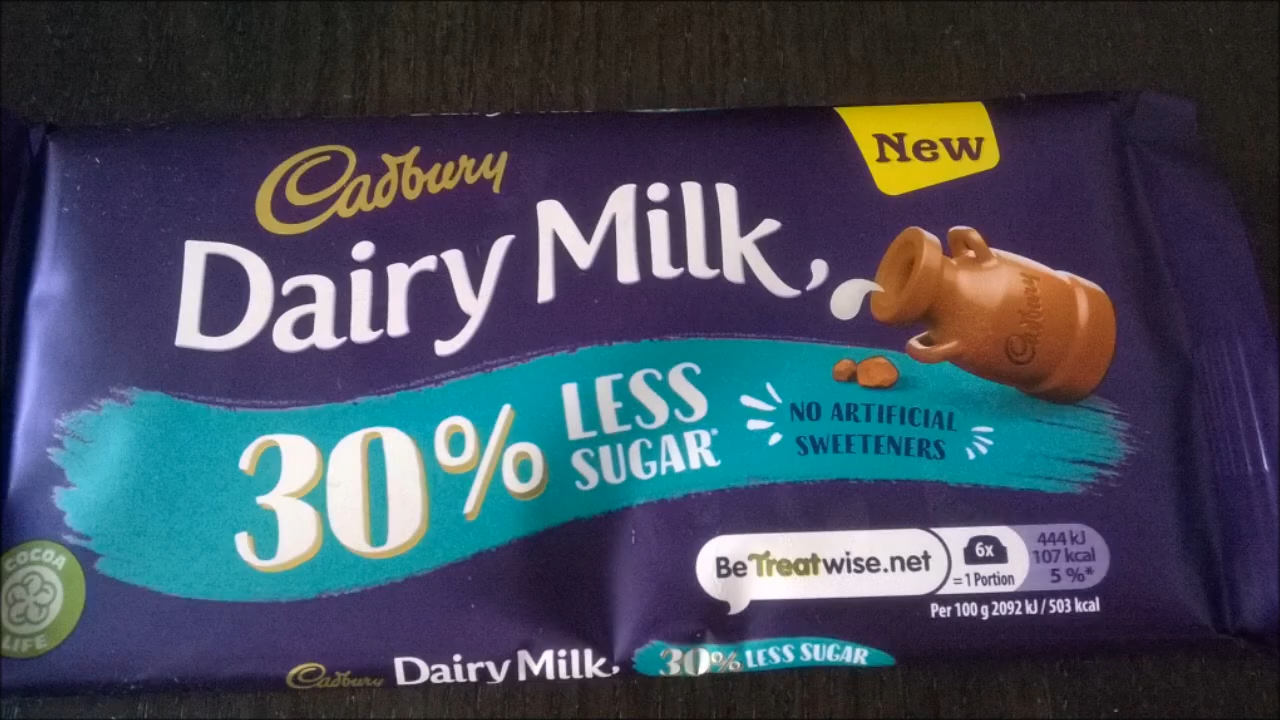 New
Cadbury
Dairy Milk
Cadbury
30% LESS
SUGAR*
NO ARTIFICIAL
SWEETENERS
COCOA
LIFE
BeTreatwise.net
6x
= 1 Portion
444 kJ
107 kcal
5 %*
Per 100 g 2092 kJ / 503 kcal
Cadbury Dairy Milk 30% LESS SUGAR